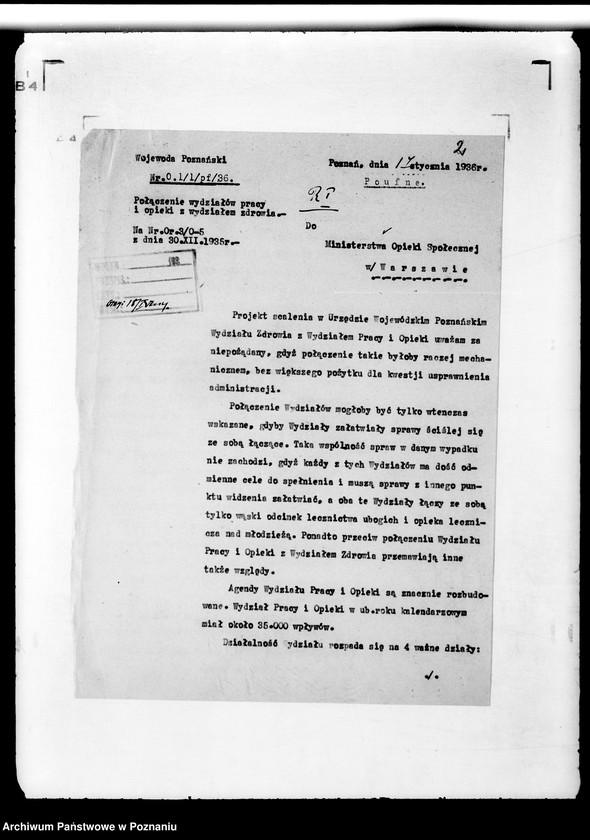 B4
2
Wojewoda Poznański
Nr.O.1/1/pf/36.
Poznań, dnia 17 stycznia 1936r.
Poufne.
Połączenie wydziałów pracy
i opieki z wydziałem zdrowia.-
Na Nr.Or.3/0-5
z dnia 30.XII.1935r.-
Do
Ministerstwa Opieki Społecznej
w/Warszawie
Projekt scalenia w Urzędzie Wojewódzkim Poznańskim
Wydziału Zdrowia z Wydziałem Pracy i Opieki uważam za
niepożądany, gdyż połączenie takie byłoby raczej mecha-
nicznem, bez większego pożytku dla kwestji usprawnienia
administracji.
Połączenie Wydziałów mogłoby być tylko wtenczas
wskazane, gdyby Wydziały załatwiały sprawy ściślej się
ze sobą łączące. Taka wspólność spraw w danym wypadku
nie zachodzi, gdyż każdy z tych Wydziałów ma dość od-
mienne cele do spełnienia i muszą sprawy z innego pun-
ktu widzenia załatwiać, a oba te Wydziały łączy ze sobą
tylko wąski odcinek lecznictwa ubogich i opieka leczni-
cza nad młodzieżą. Ponadto przeciw połączeniu Wydziału
Pracy i Opieki z Wydziałem Zdrowia przemawiają inne
także względy.
Agendy Wydziału Pracy i Opieki są znacznie rozbudo-
wane. Wydział Pracy i Opieki w ub.roku kalendarzowym
miał około 35.000 wpływów.
Działalność Wydziału rozpada się na 4 ważne działy:
./.
Archiwum Państwowe w Poznaniu